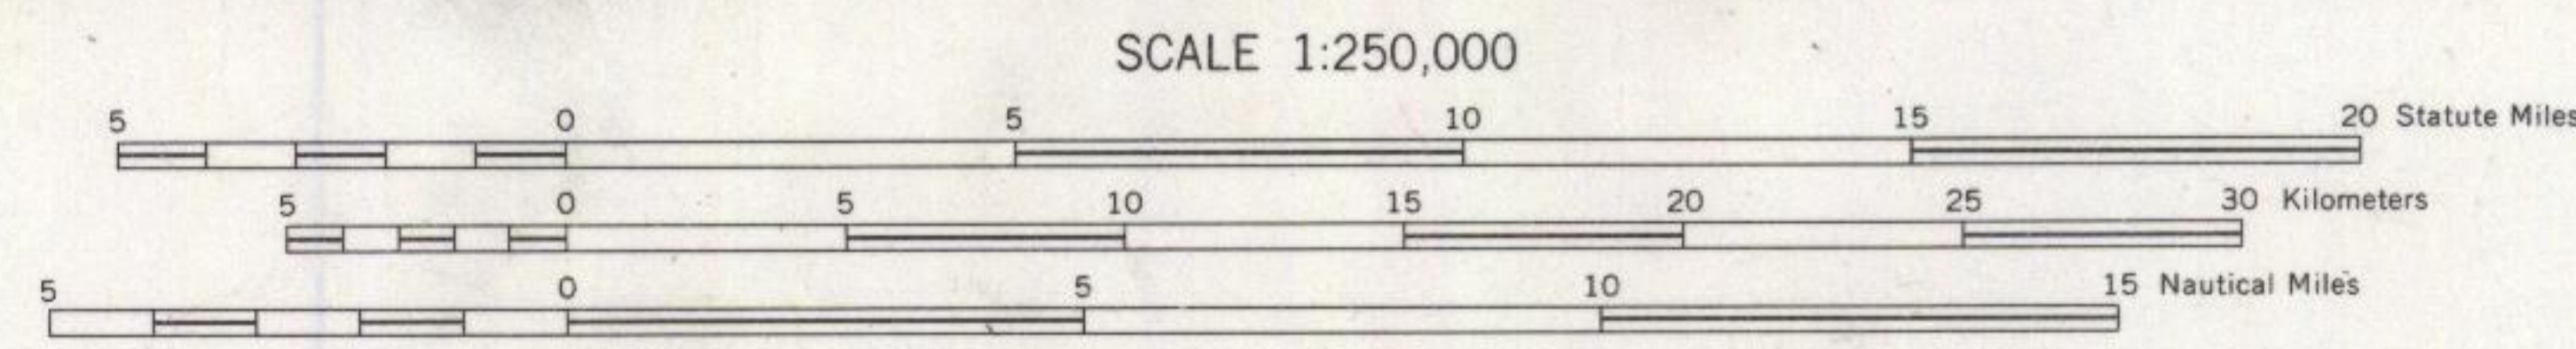 SCALE 1:250,000
5 0 5 10 15 20 Statute Miles
5 0 5 10 15 20 25 30 Kilometers
5 0 5 10 15 Nautical Miles